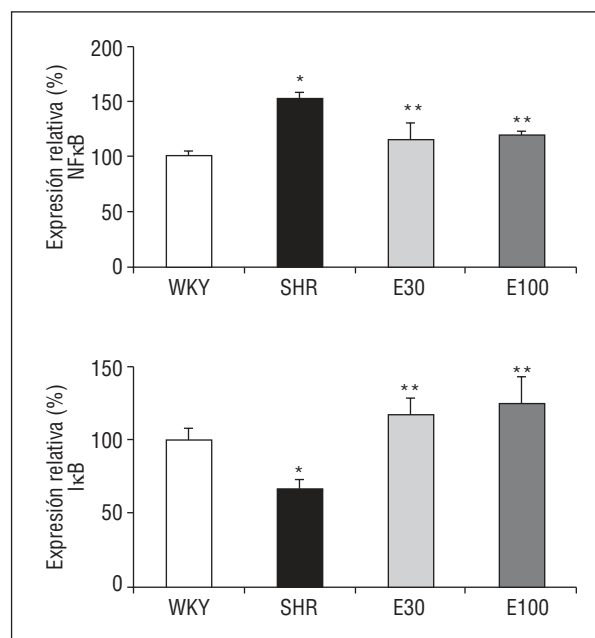 Expresión relativa (%)
NFκB
200
150
100
50
0
*
**
**
WKY SHR E30 E100
Expresión relativa (%)
IκB
150
100
50
0
*
**
**
WKY SHR E30 E100